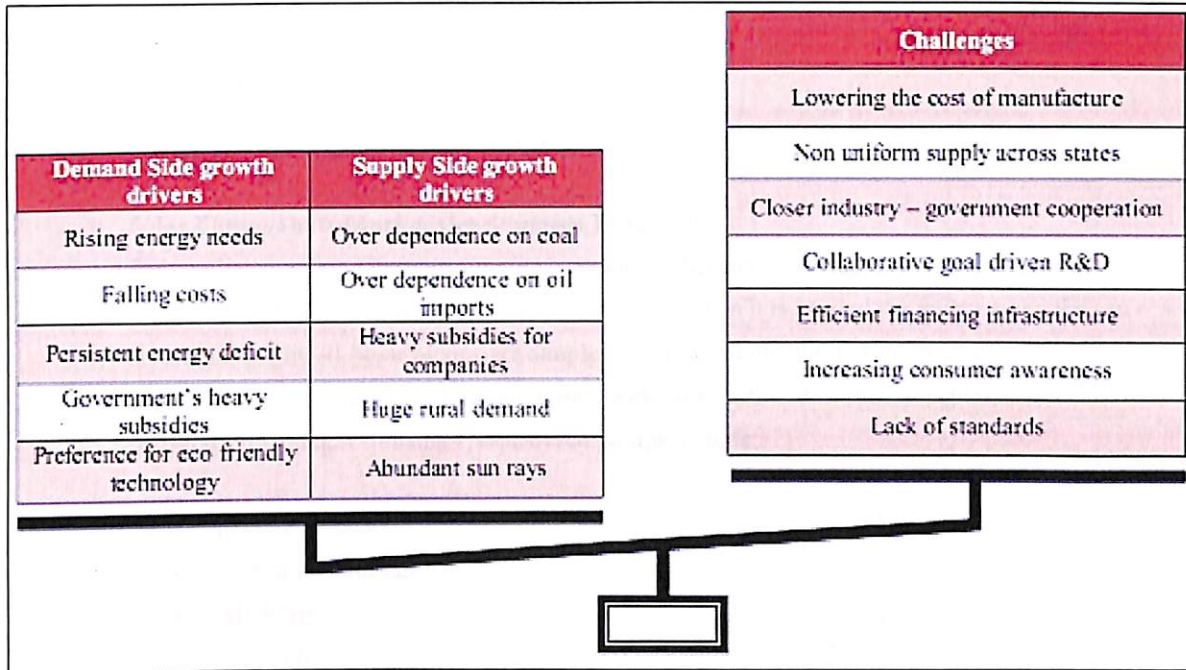 Challenges
Lowering the cost of manufacture
Non uniform supply across states
Closer industry – government cooperation
Collaborative goal driven R&D
Efficient financing infrastructure
Increasing consumer awareness
Lack of standards
Demand Side growth
drivers
Supply Side growth
drivers
Rising energy needs
Over dependence on coal
Falling costs
Over dependence on oil
imports
Persistent energy deficit
Heavy subsidies for
companies
Government's heavy
subsidies
Huge rural demand
Preference for eco friendly
technology
Abundant sun rays